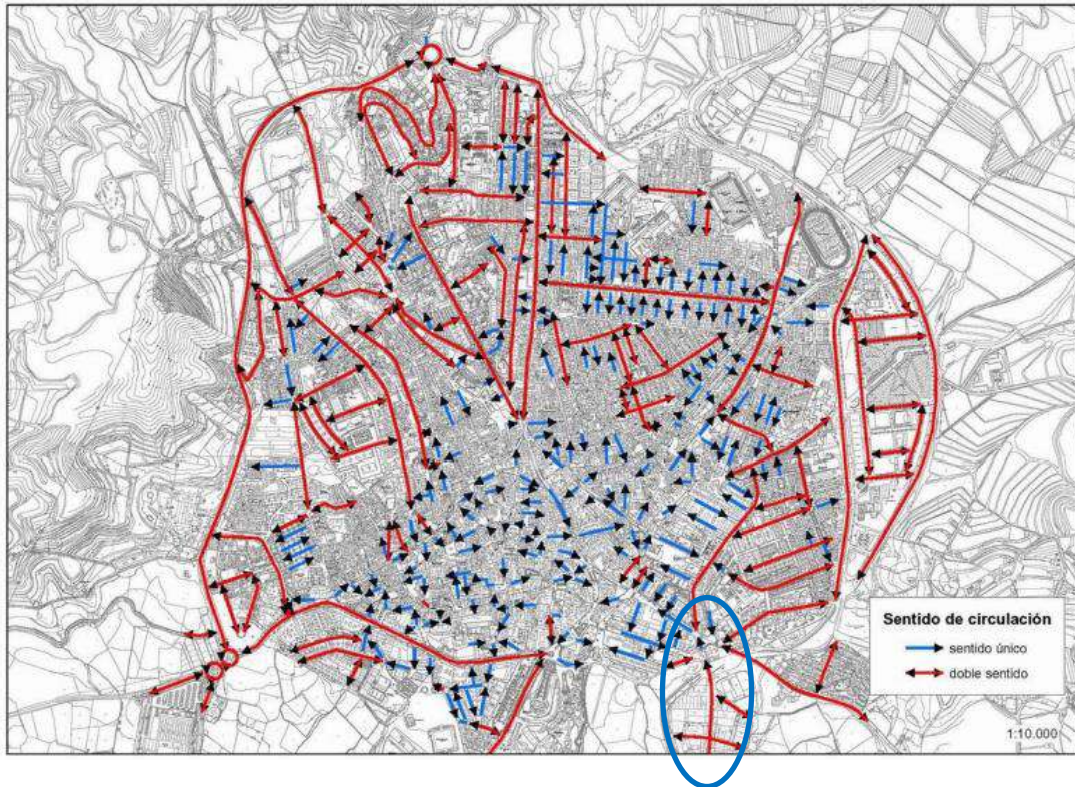 Sentido de circulación
sentido único
doble sentido
1:10.000